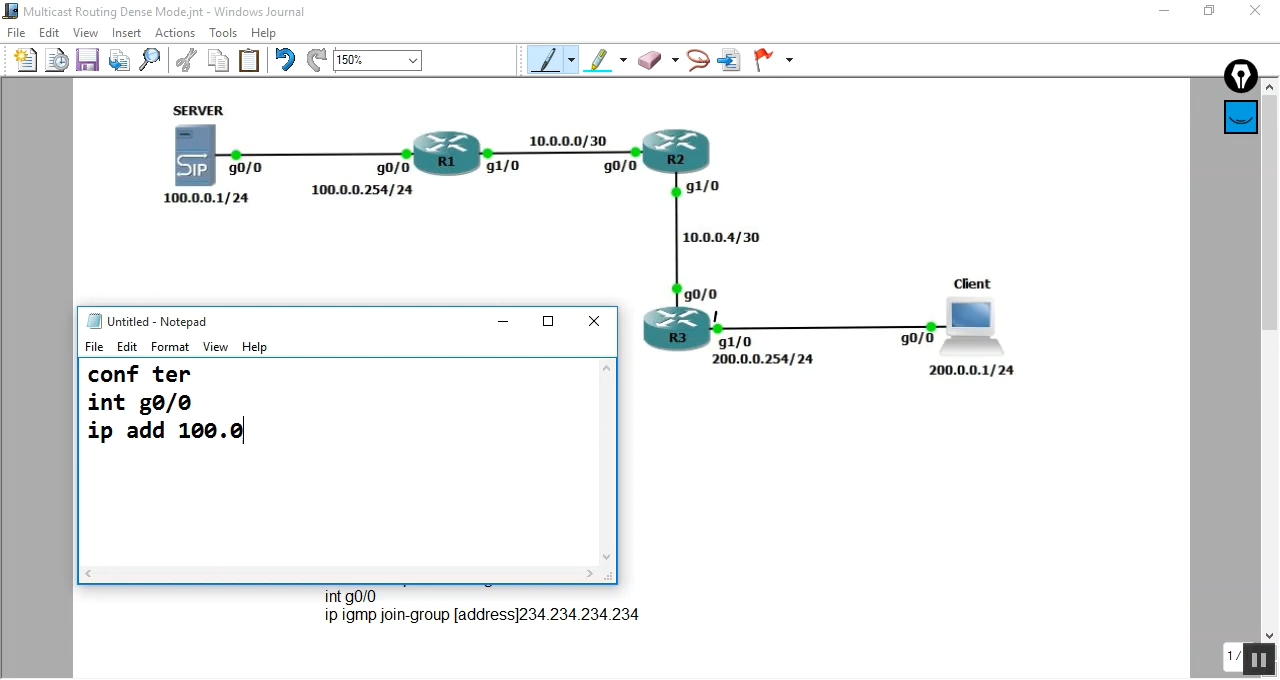 Multicast Routing Dense Mode.jnt - Windows Journal
File Edit View Insert Actions Tools Help
150%
SERVER
SIP
g0/0
100.0.0.1/24
g0/0
100.0.0.254/24
R1
g1/0
10.0.0.0/30
g0/0
R2
g1/0
10.0.0.4/30
g0/0
R3
g1/0
200.0.0.254/24
Client
g0/0
200.0.0.1/24
Untitled - Notepad
File Edit Format View Help
conf ter
int g0/0
ip add 100.0
int g0/0
ip igmp join-group [address]234.234.234.234
1 /